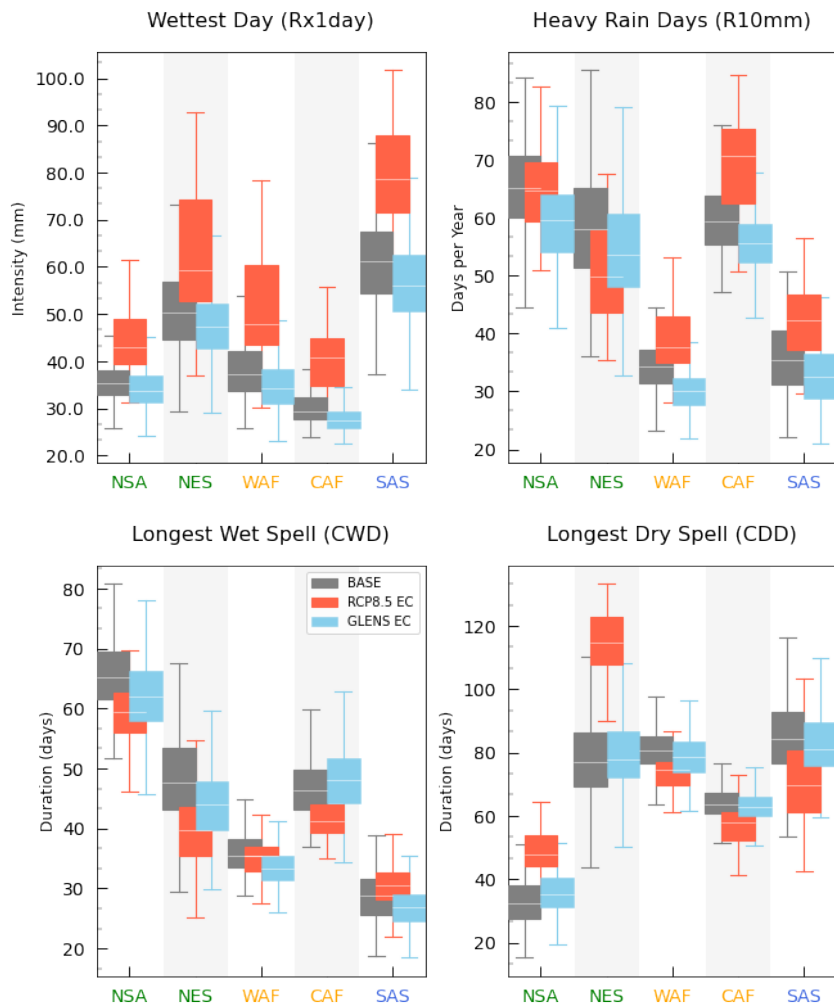 Wettest Day (Rx1day)
Intensity (mm)
100.0
90.0
80.0
70.0
60.0
50.0
40.0
30.0
20.0
NSA NES WAF CAF SAS
Heavy Rain Days (R10mm)
Days per Year
80
70
60
50
40
30
20
NSA NES WAF CAF SAS
Longest Wet Spell (CWD)
Duration (days)
80
70
60
50
40
30
20
BASE
RCP8.5 EC
GLENS EC
NSA NES WAF CAF SAS
Longest Dry Spell (CDD)
Duration (days)
120
100
80
60
40
20
NSA NES WAF CAF SAS